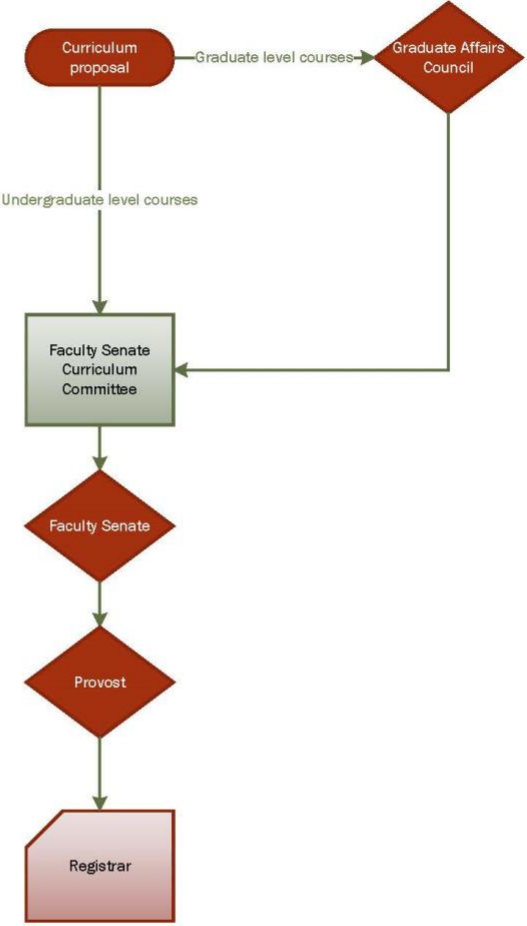 Curriculum
proposal
Graduate level courses
Graduate Affairs
Council
Undergraduate level courses
Faculty Senate
Curriculum
Committee
Faculty Senate
Provost
Registrar